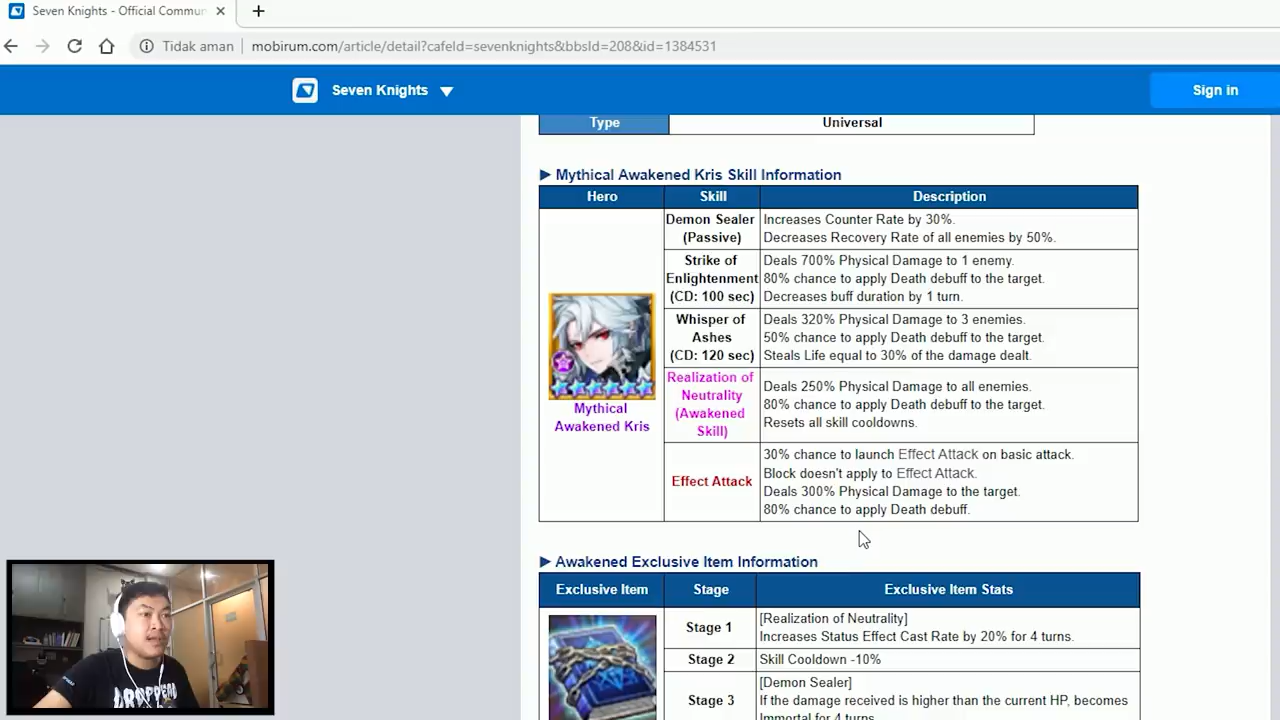 Seven Knights - Official Commun
Tidak aman
mobirum.com/article/detail?cafeId=sevenknights&bbsId=208&id=1384531
Seven Knights
Sign in
Type
Universal
Mythical Awakened Kris Skill Information
Hero
Skill
Description
Mythical
Awakened Kris
Demon Sealer
(Passive)
Increases Counter Rate by 30%.
Decreases Recovery Rate of all enemies by 50%.
Strike of
Enlightenment
(CD: 100 sec)
Deals 700% Physical Damage to 1 enemy.
80% chance to apply Death debuff to the target.
Decreases buff duration by 1 turn.
Whisper of
Ashes
(CD: 120 sec)
Deals 320% Physical Damage to 3 enemies.
50% chance to apply Death debuff to the target.
Steals Life equal to 30% of the damage dealt.
Realization of
Neutrality
(Awakened
Skill)
Deals 250% Physical Damage to all enemies.
80% chance to apply Death debuff to the target.
Resets all skill cooldowns.
Effect Attack
30% chance to launch Effect Attack on basic attack.
Block doesn't apply to Effect Attack.
Deals 300% Physical Damage to the target.
80% chance to apply Death debuff.
Awakened Exclusive Item Information
Exclusive Item
Stage
Exclusive Item Stats
Stage 1
[Realization of Neutrality]
Increases Status Effect Cast Rate by 20% for 4 turns.
Stage 2
Skill Cooldown -10%
Stage 3
[Demon Sealer]
If the damage received is higher than the current HP, becomes
Immortal for 4 turns